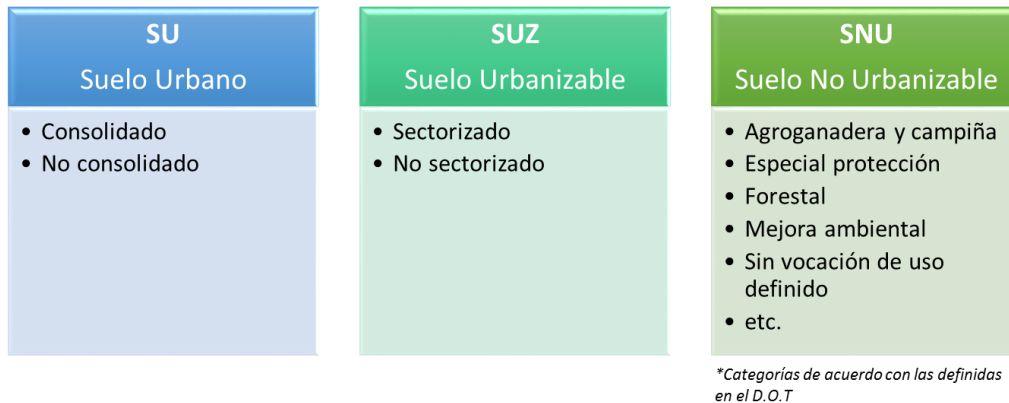 SU
Suelo Urbano
• Consolidado
• No consolidado
SUZ
Suelo Urbanizable
• Sectorizado
• No sectorizado
SNU
Suelo No Urbanizable
• Agroganadera y campiña
• Especial protección
• Forestal
• Mejora ambiental
• Sin vocación de uso
definido
• etc.
*Categorías de acuerdo con las definidas
en el D.O.T